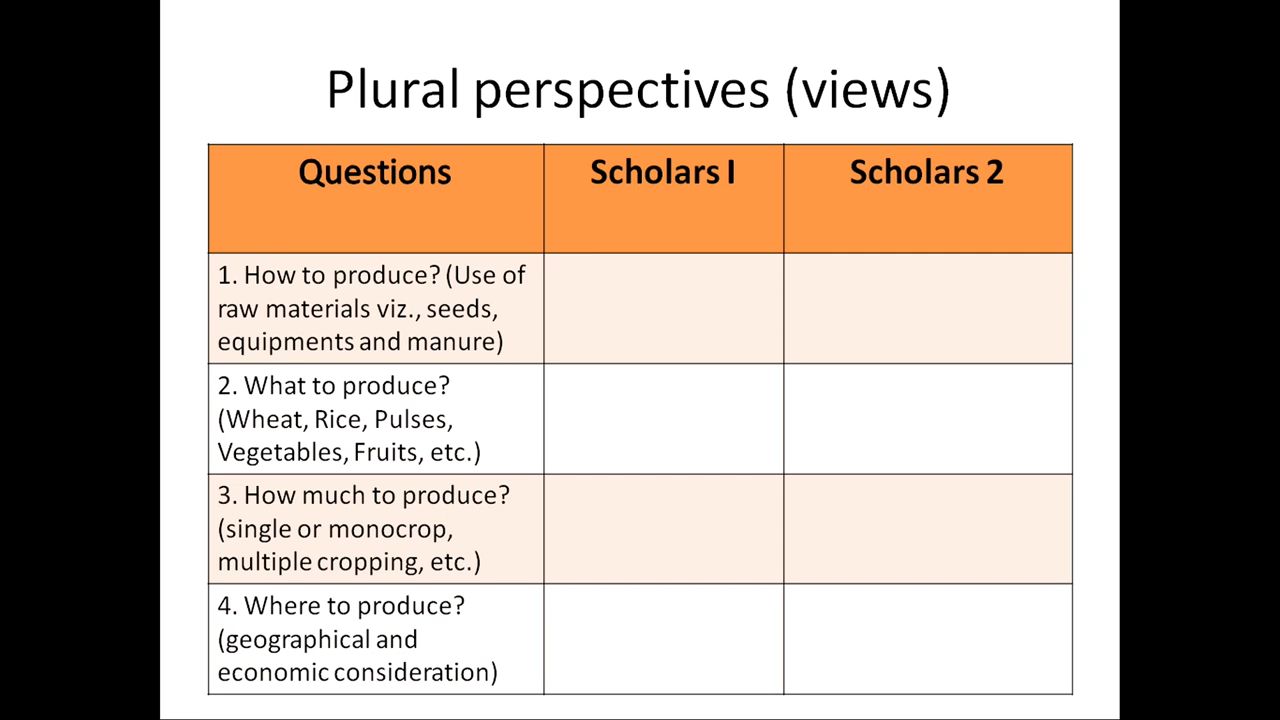 Plural perspectives (views)
Questions
Scholars I
Scholars 2
1. How to produce? (Use of
raw materials viz., seeds,
equipments and manure)
2. What to produce?
(Wheat, Rice, Pulses,
Vegetables, Fruits, etc.)
3. How much to produce?
(single or monocrop,
multiple cropping, etc.)
4. Where to produce?
(geographical and
economic consideration)